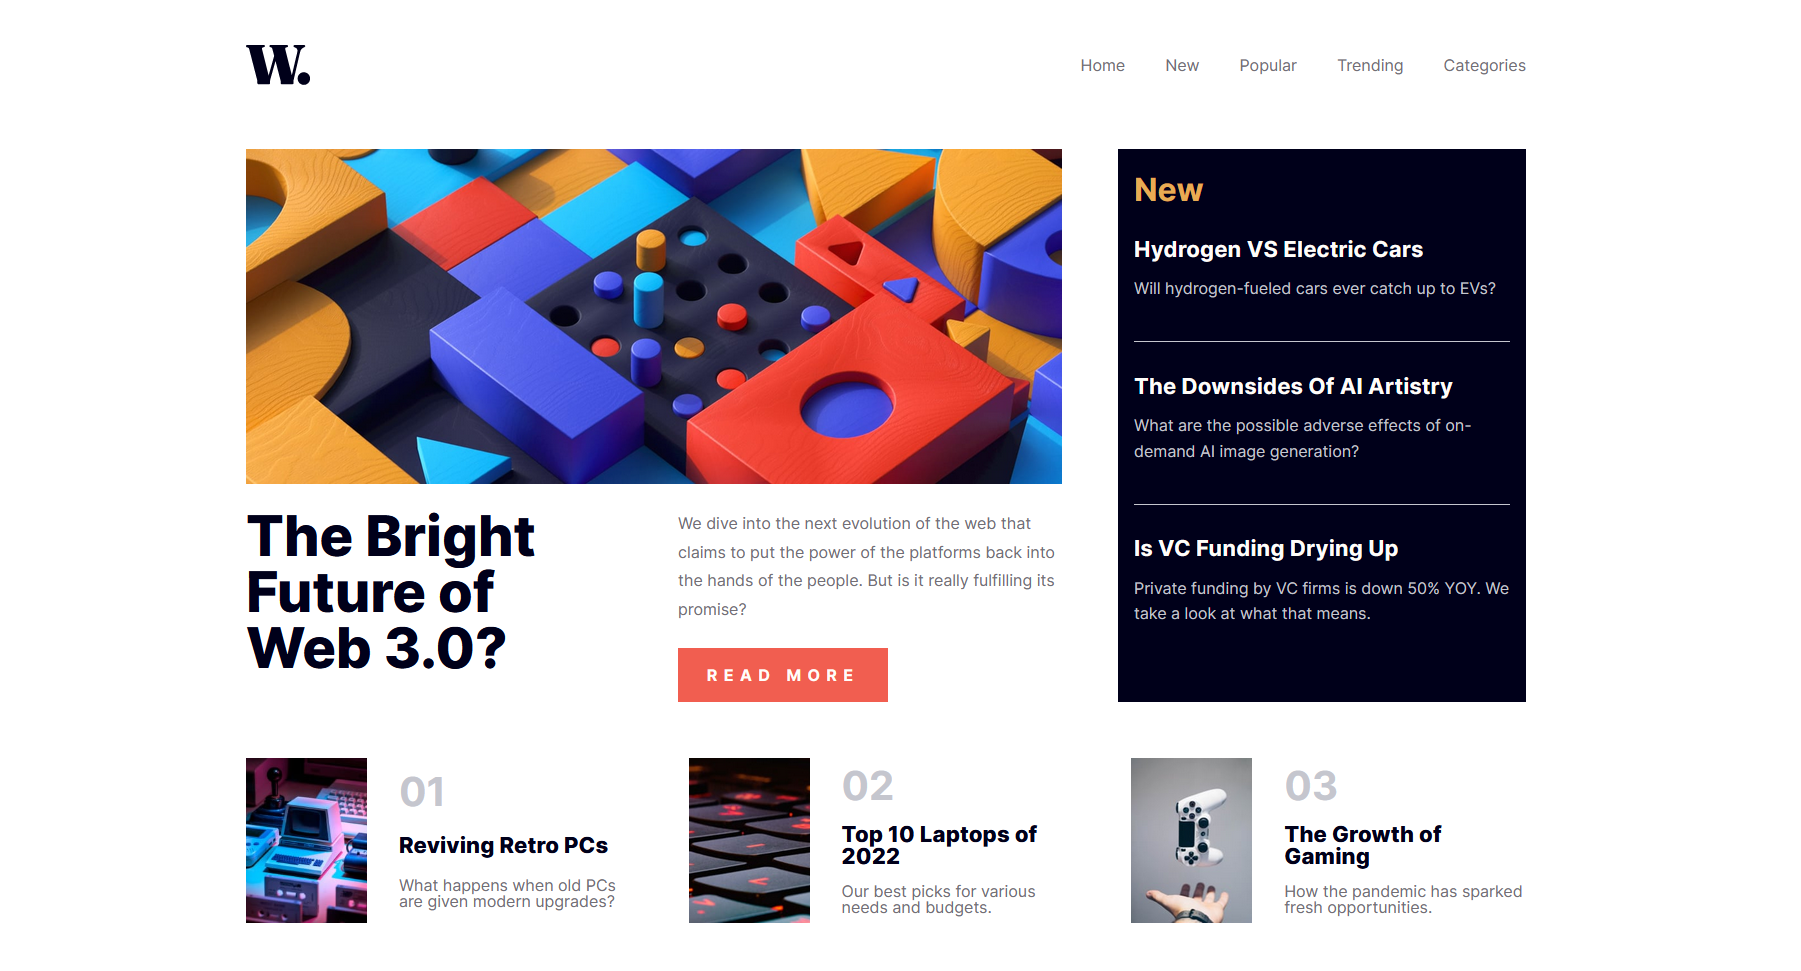 W.
Home New Popular Trending Categories
New
Hydrogen VS Electric Cars
Will hydrogen-fueled cars ever catch up to EVs?
The Downsides Of AI Artistry
What are the possible adverse effects of on-
demand AI image generation?
Is VC Funding Drying Up
Private funding by VC firms is down 50% YOY. We
take a look at what that means.
The Bright
Future of
Web 3.0?
We dive into the next evolution of the web that
claims to put the power of the platforms back into
the hands of the people. But is it really fulfilling its
promise?
READ MORE
01
Reviving Retro PCs
What happens when old PCs
are given modern upgrades?
02
Top 10 Laptops of
2022
Our best picks for various
needs and budgets.
03
The Growth of
Gaming
How the pandemic has sparked
fresh opportunities.